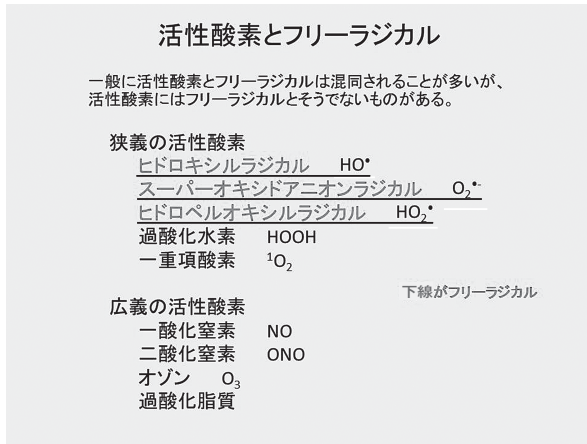 活性酸素とフリーラジカル
一般に活性酸素とフリーラジカルは混同されることが多いが、
活性酸素にはフリーラジカルとそうでないものがある。
狭義の活性酸素
ヒドロキシルラジカル HO•
スーパーオキシドアニオンラジカル O₂•-
ヒドロペルオキシルラジカル HO₂•
過酸化水素 HOOH
一重項酸素 ¹O₂
下線がフリーラジカル
広義の活性酸素
一酸化窒素 NO
二酸化窒素 ONO
オゾン O₃
過酸化脂質